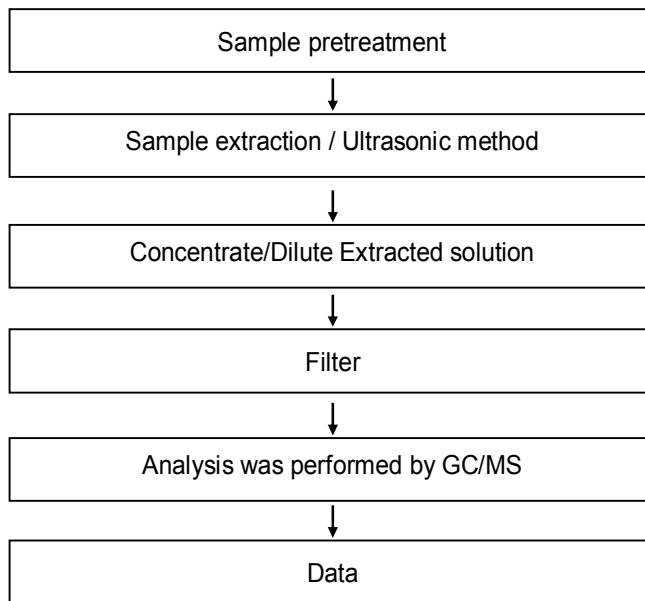 Sample pretreatment
Sample extraction / Ultrasonic method
Concentrate/Dilute Extracted solution
Filter
Analysis was performed by GC/MS
Data